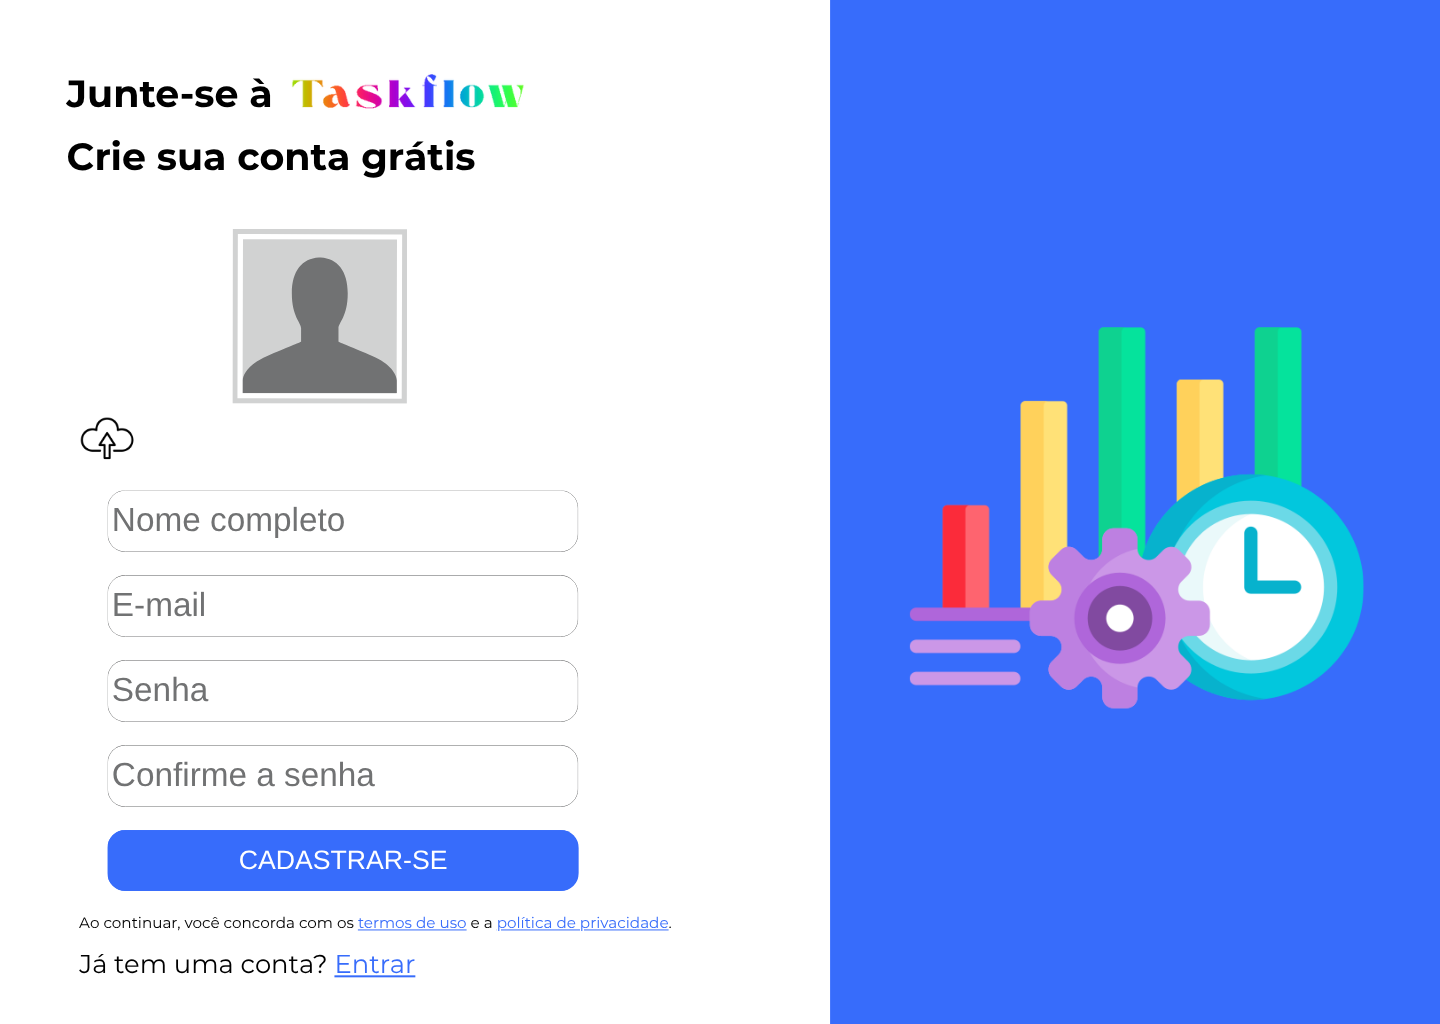 Junte-se à Taskflow
Crie sua conta grátis
Nome completo
E-mail
Senha
Confirme a senha
CADASTRAR-SE
Ao continuar, você concorda com os termos de uso e a política de privacidade.
Já tem uma conta? Entrar